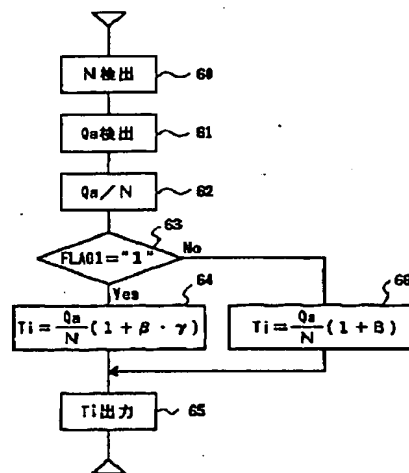 N検出 60
Qa検出 61
Qa/N 62
63
FLAG1="1" No
Yes 64
Ti=Qa/N(1+β・γ)
66
Ti=Qa/N(1+B)
Ti出力 65